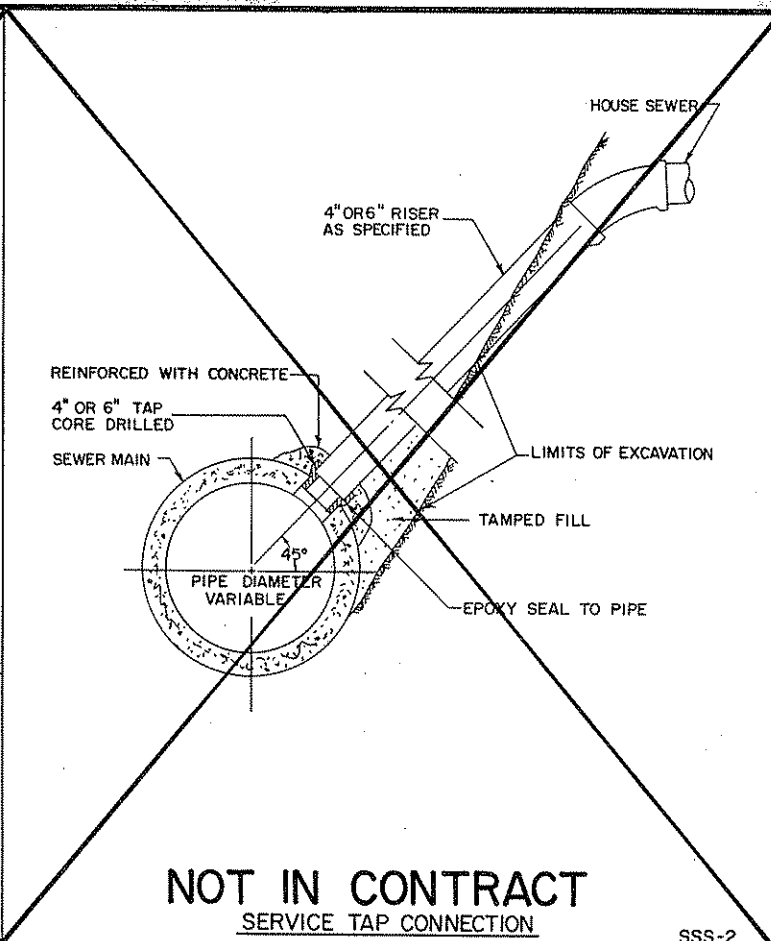 HOUSE SEWER
4" OR 6" RISER
AS SPECIFIED
REINFORCED WITH CONCRETE
4" OR 6" TAP
CORE DRILLED
SEWER MAIN
LIMITS OF EXCAVATION
TAMPED FILL
45°
PIPE DIAMETER
VARIABLE
EPOXY SEAL TO PIPE
NOT IN CONTRACT
SERVICE TAP CONNECTION
SSS-2